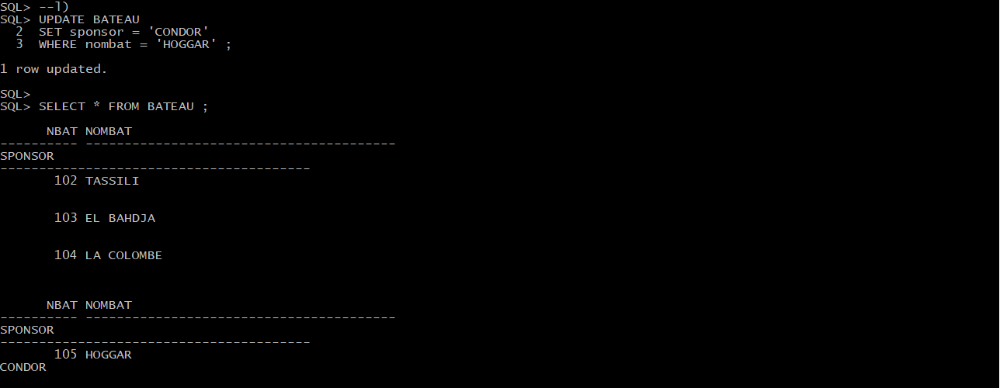 SQL> --l)
SQL> UPDATE BATEAU
  2  SET sponsor = 'CONDOR'
  3  WHERE nombat = 'HOGGAR' ;
1 row updated.
SQL>
SQL> SELECT * FROM BATEAU ;
      NBAT NOMBAT
---------- ----------------------------------------
SPONSOR
----------------------------------------
       102 TASSILI
       103 EL BAHDJA
       104 LA COLOMBE
      NBAT NOMBAT
---------- ----------------------------------------
SPONSOR
----------------------------------------
       105 HOGGAR
CONDOR